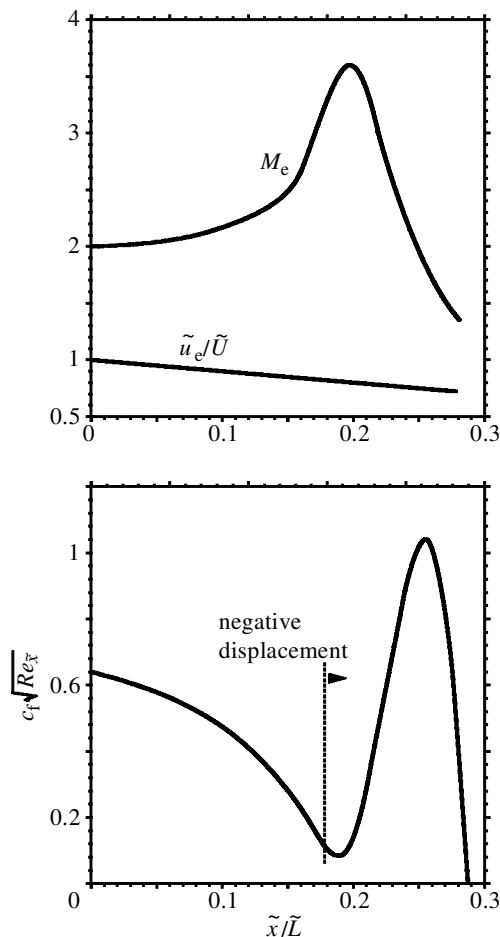 4
3
M_e
2
ũ_e/Ũ
1
0.5
0 0.1 0.2 0.3
1
negative
displacement
c_f√Re_x̃
0.6
0.2
0 0.1 0.2 0.3
x̃/L̃